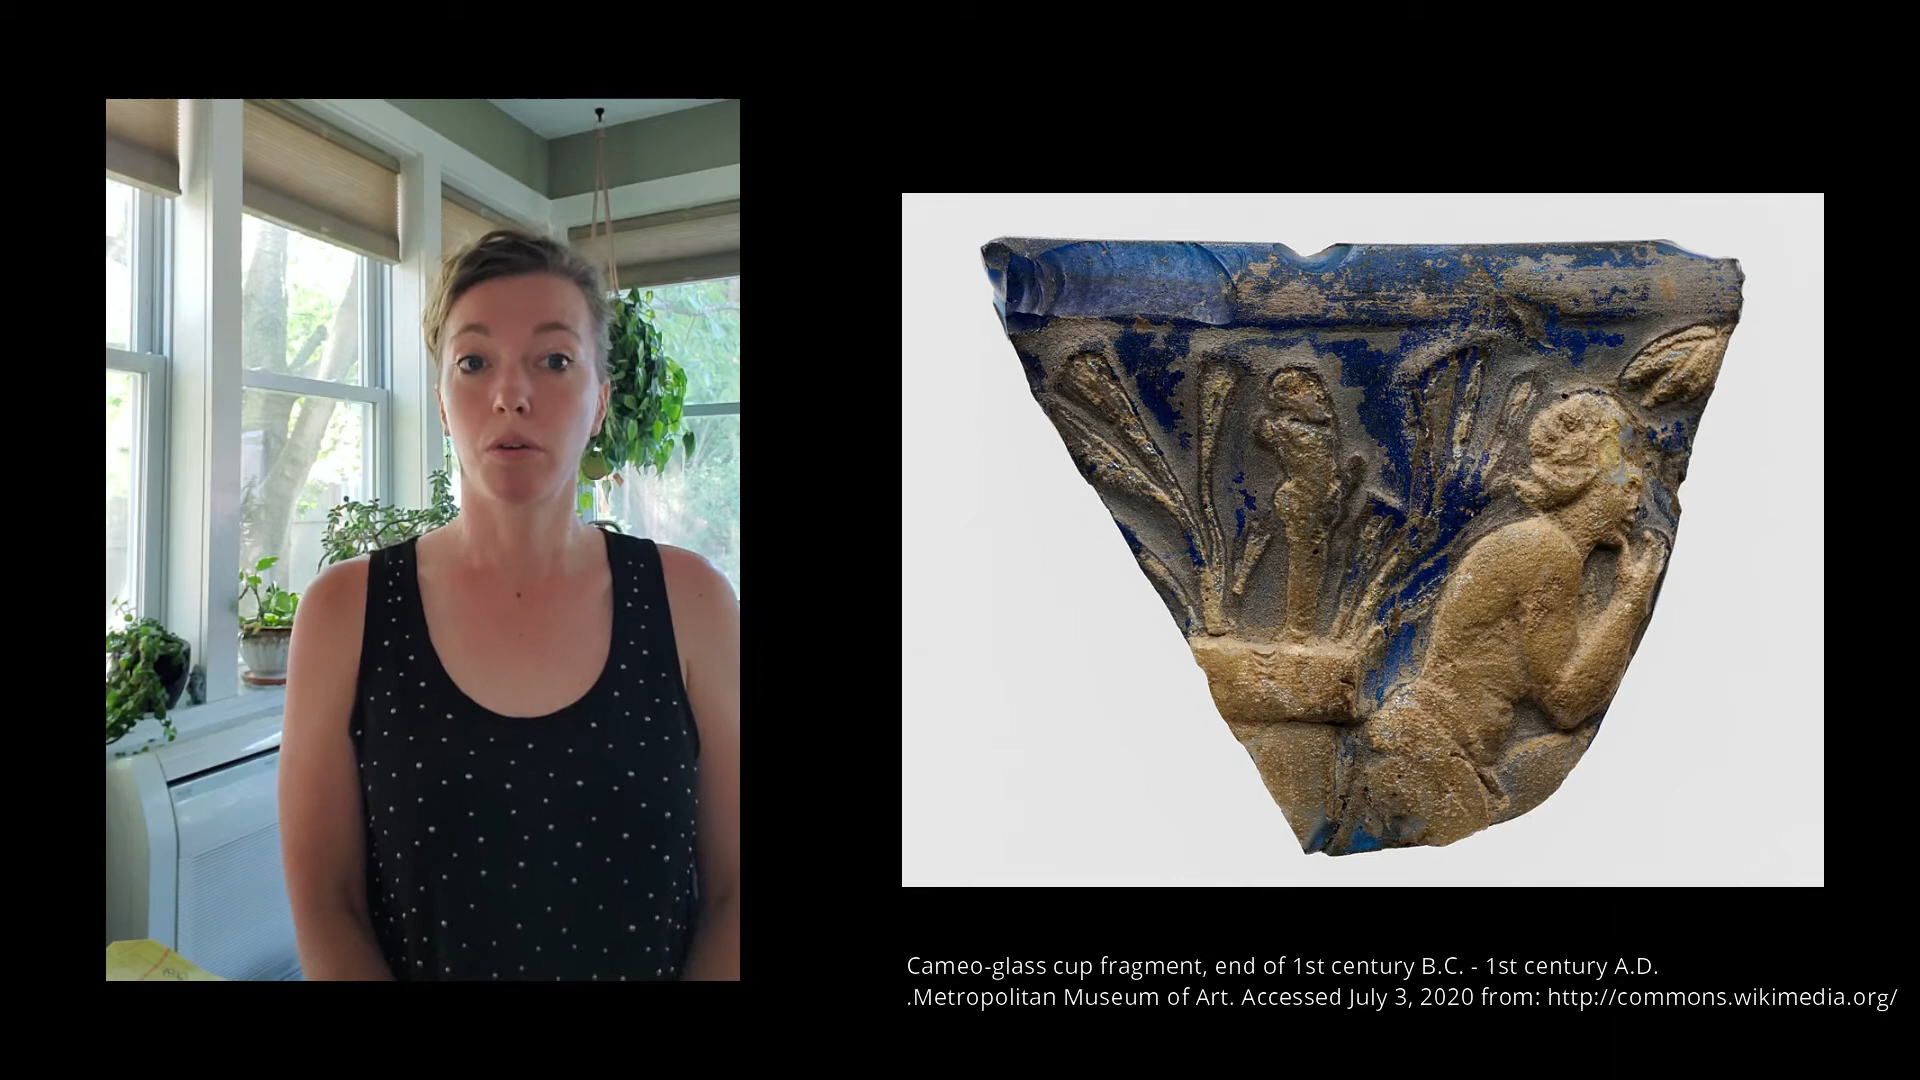 Cameo-glass cup fragment, end of 1st century B.C. - 1st century A.D.
.Metropolitan Museum of Art. Accessed July 3, 2020 from: http://commons.wikimedia.org/